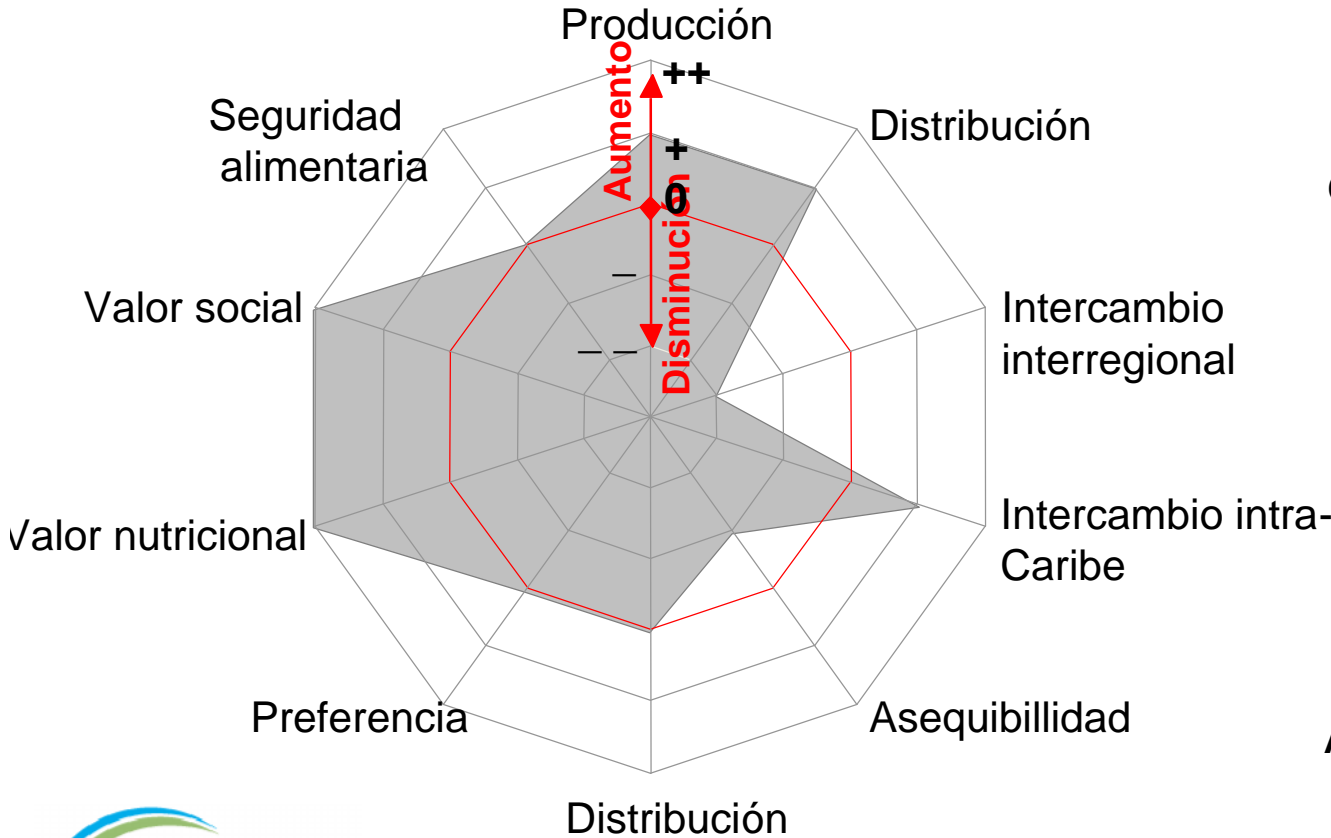 Producción
++
Aumento
Seguridad
alimentaria
Distribución
+
0
Disminución
–
– –
Valor social
Intercambio
interregional
Valor nutricional
Intercambio intra-
Caribe
Preferencia
Asequibillidad
Distribución